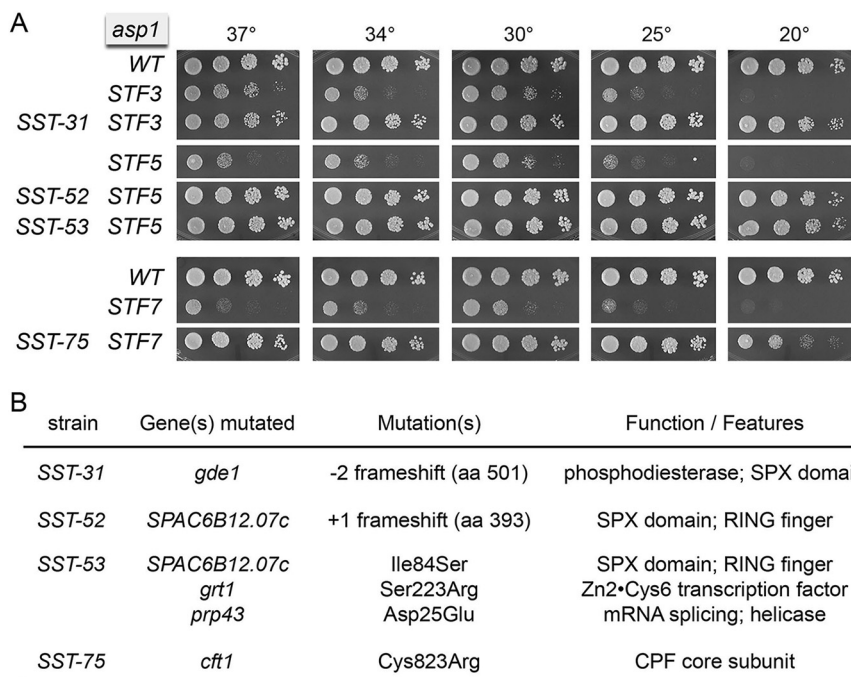 A
asp1 37° 34° 30° 25° 20°
WT
STF3
SST-31 STF3
STF5
SST-52 STF5
SST-53 STF5
WT
STF7
SST-75 STF7
B
strain Gene(s) mutated Mutation(s) Function / Features
SST-31 gde1 -2 frameshift (aa 501) phosphodiesterase; SPX domai
SST-52 SPAC6B12.07c +1 frameshift (aa 393) SPX domain; RING finger
SST-53 SPAC6B12.07c Ile84Ser SPX domain; RING finger
grt1 Ser223Arg Zn2•Cys6 transcription factor
prp43 Asp25Glu mRNA splicing; helicase
SST-75 cft1 Cys823Arg CPF core subunit